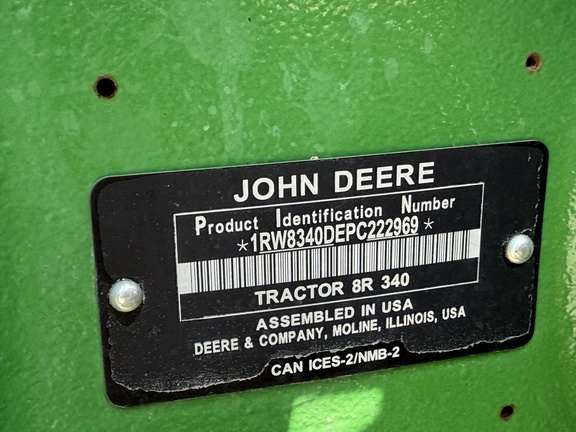 JOHN DEERE
Product Identification Number
*1RW8340DEPC222969*
TRACTOR 8R 340
ASSEMBLED IN USA
DEERE & COMPANY, MOLINE, ILLINOIS, USA
CAN ICES-2/NMB-2